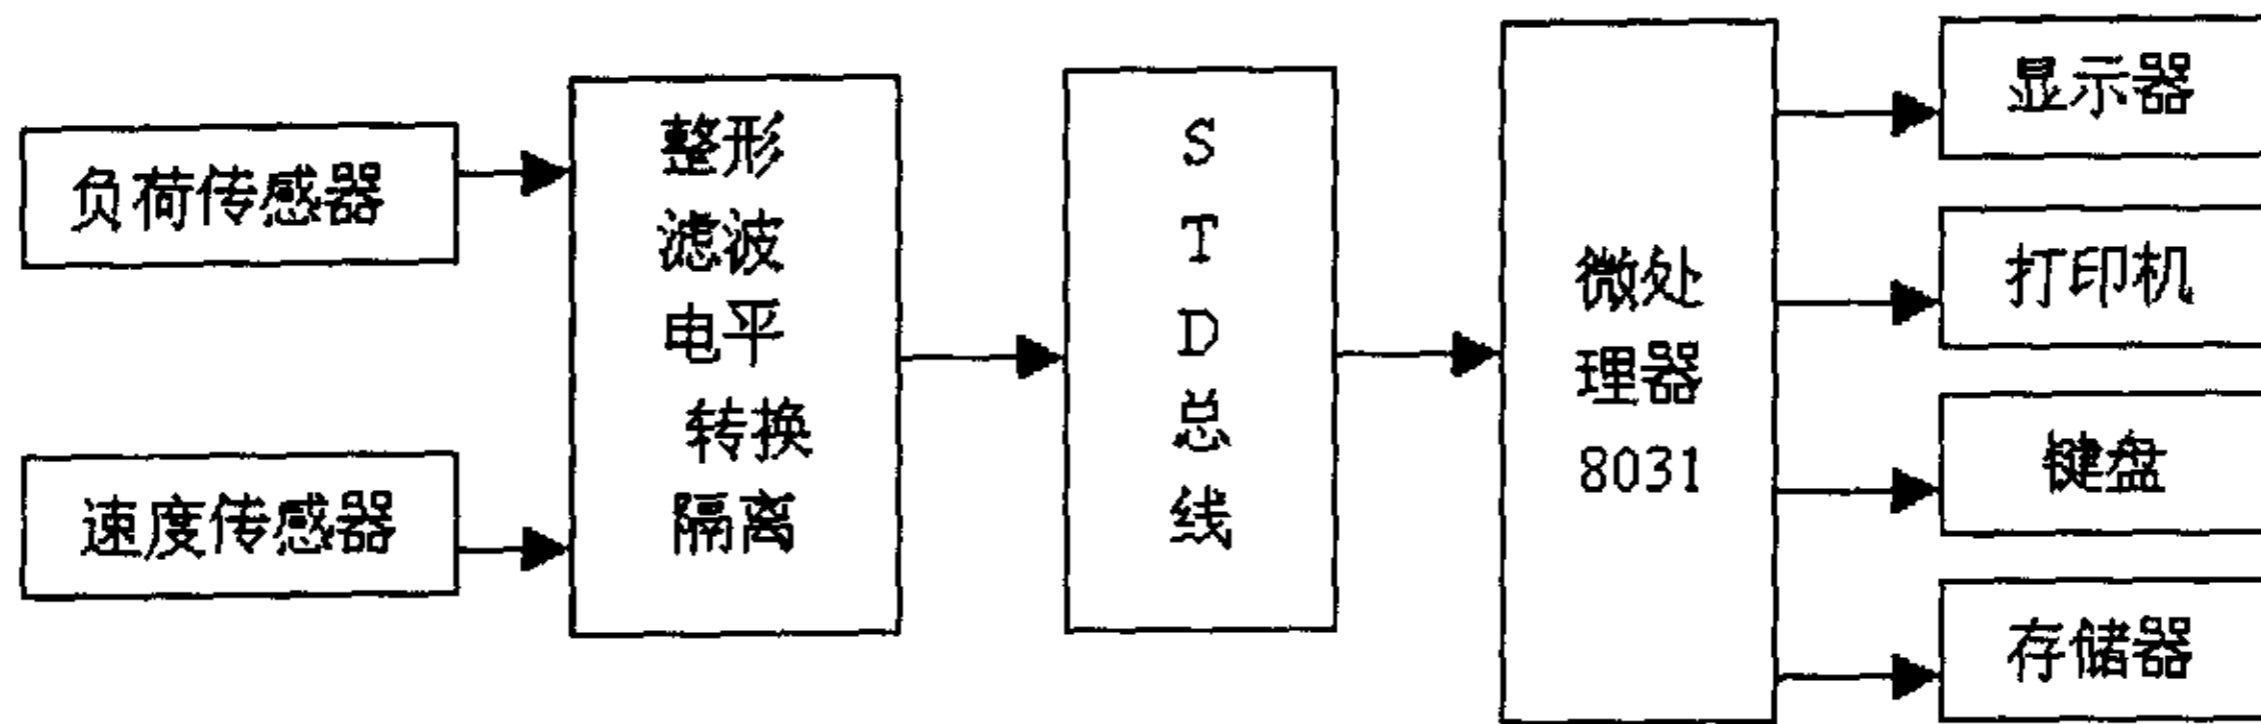 负荷传感器
速度传感器
整形
滤波
电平
转换
隔离
S
T
D
总
线
微处
理器
8031
显示器
打印机
键盘
存储器